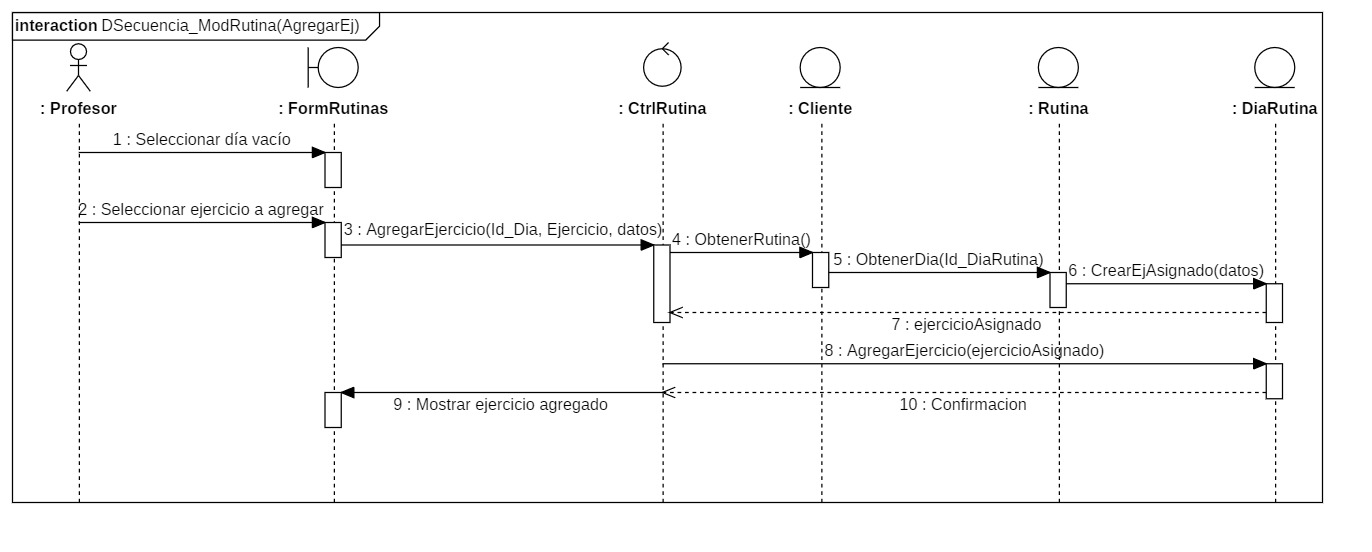 interaction DSecuencia_ModRutina(AgregarEj)
: Profesor
: FormRutinas
: CtrlRutina
: Cliente
: Rutina
: DiaRutina
1 : Seleccionar día vacío
2 : Seleccionar ejercicio a agregar
3 : AgregarEjercicio(Id_Dia, Ejercicio, datos)
4 : ObtenerRutina()
5 : ObtenerDia(Id_DiaRutina)
6 : CrearEjAsignado(datos)
7 : ejercicioAsignado
8 : AgregarEjercicio(ejercicioAsignado)
9 : Mostrar ejercicio agregado
10 : Confirmacion